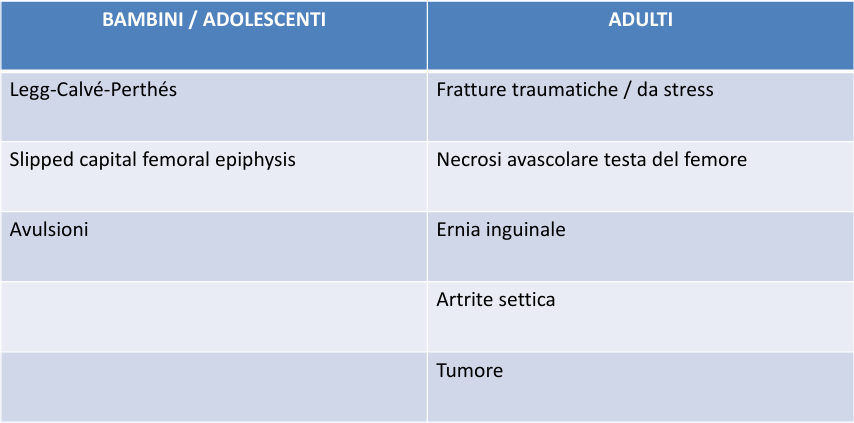 BAMBINI / ADOLESCENTI
ADULTI
Legg-Calvé-Perthés
Fratture traumatiche / da stress
Slipped capital femoral epiphysis
Necrosi avascolare testa del femore
Avulsioni
Ernia inguinale
Artrite settica
Tumore